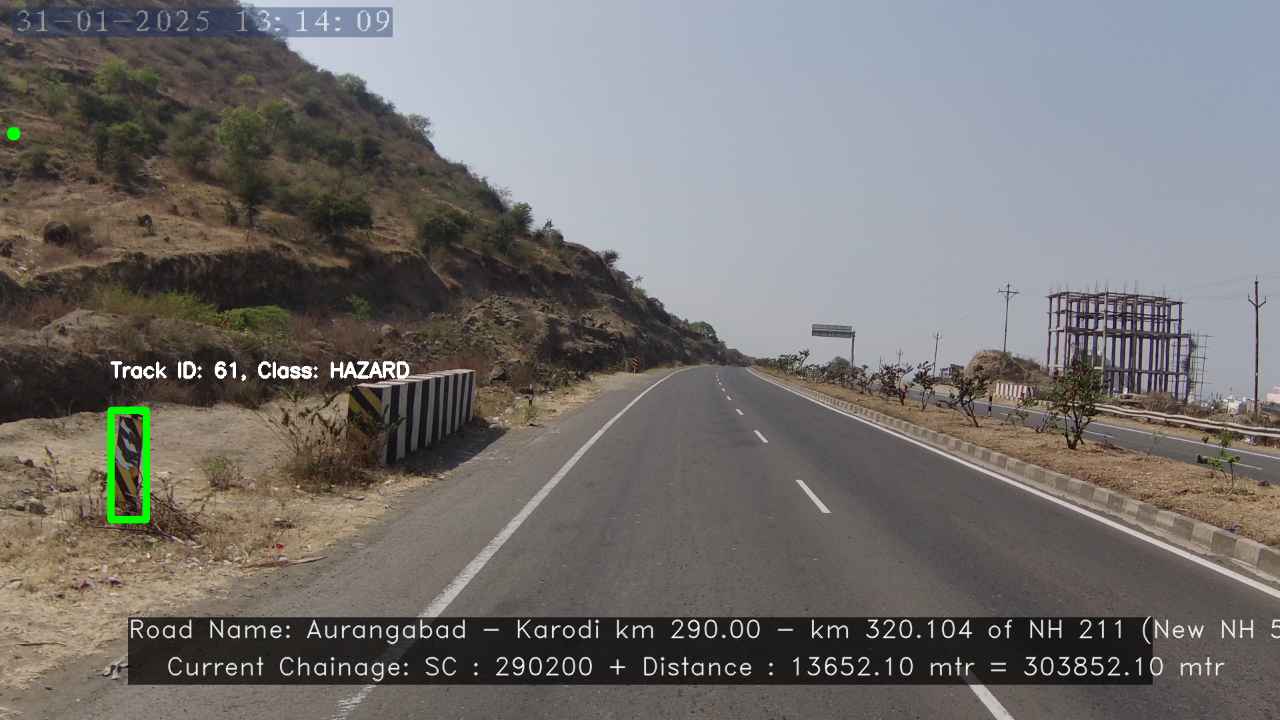 31-01-2025 13:14:09
Track ID: 61, Class: HAZARD
Road Name: Aurangabad - Karodi km 290.00 - km 320.104 of NH 211 (New NH 5
Current Chainage: SC : 290200 + Distance : 13652.10 mtr = 303852.10 mtr